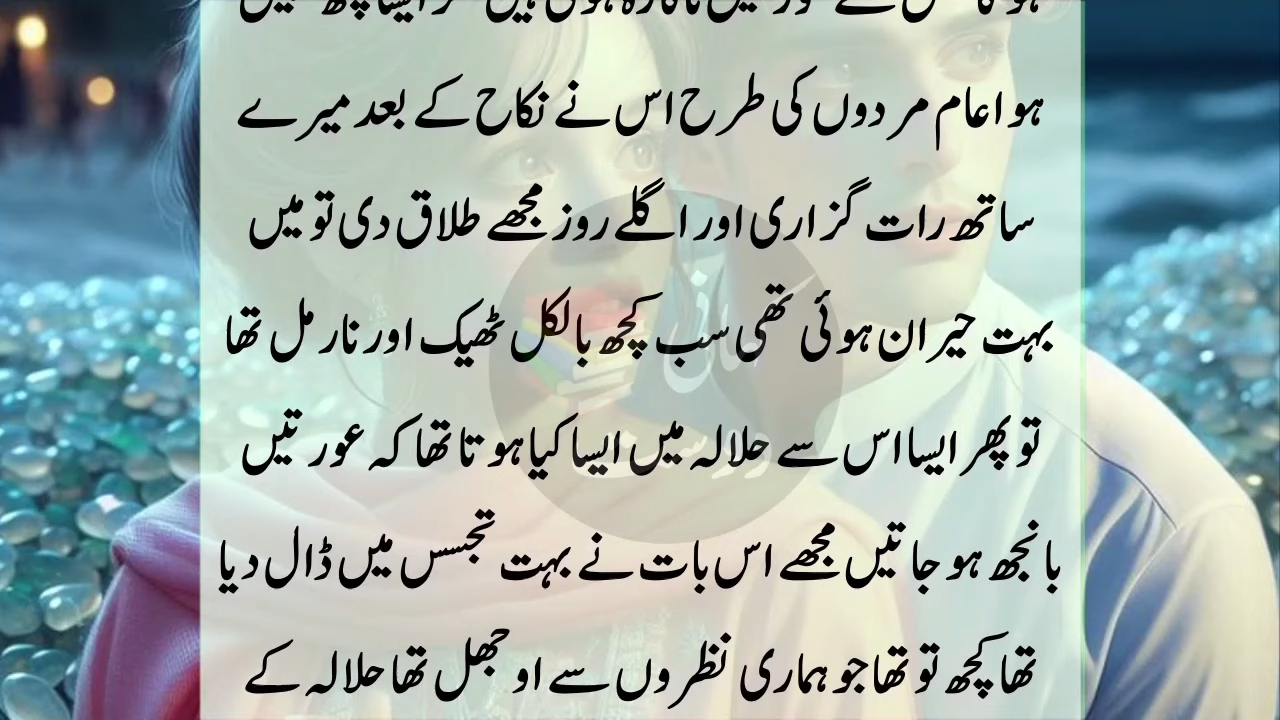 ہوا عام مردوں کی طرح اس نے نکاح کے بعد میرے
ساتھ رات گزاری اور اگلے روز مجھے طلاق دی تو میں
بہت حیران ہوئی تھی سب کچھ بالکل ٹھیک اور نارمل تھا
تو پھر ایسا اس سے حلالہ میں ایسا کیا ہوتا تھا کہ عورتیں
بانجھ ہو جاتیں مجھے اس بات نے بہت تجسس میں ڈال دیا
تھا کچھ تو تھا جو ہماری نظروں سے اوجھل تھا حلالہ کے